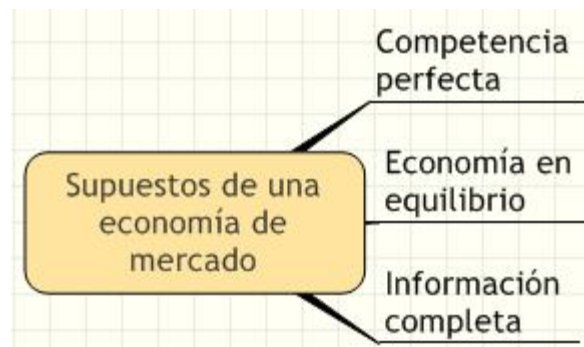 Supuestos de una
economía de
mercado
Competencia
perfecta
Economía en
equilibrio
Información
completa